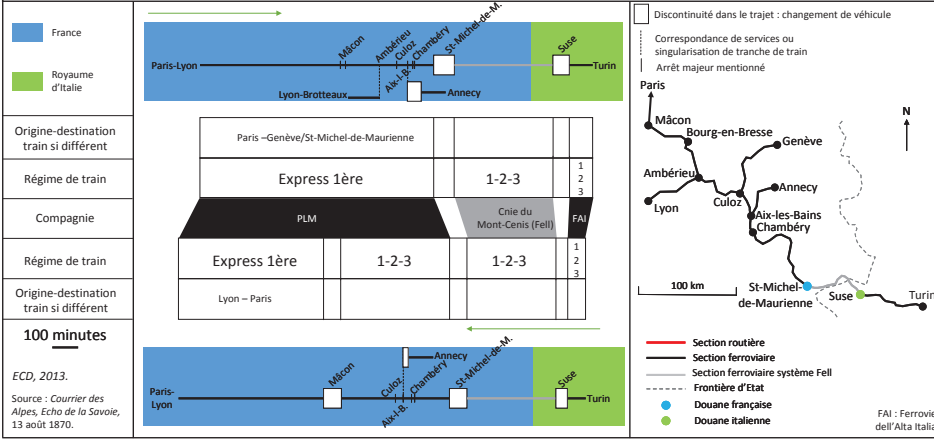 France
Royaume
d'Italie
Origine-destination
train si différent
Régime de train
Compagnie
Régime de train
Origine-destination
train si différent
100 minutes
ECD, 2013.
Source : Courrier des
Alpes, Echo de la Savoie,
13 août 1870.
Paris-Lyon
Mâcon
Ambérieu
Culoz
Aix-l-B.
Chambéry
St-Michel-de-M.
Suse
Turin
Lyon-Brotteaux
Annecy
Paris –Genève/St-Michel-de-Maurienne
Express 1ère
1-2-3
1
2
3
PLM
Cnie du
Mont-Cenis (Fell)
FAI
Express 1ère
1-2-3
1-2-3
1
2
3
Lyon – Paris
Paris-
Lyon
Mâcon
Culoz
Aix-l-B.
Chambéry
Annecy
St-Michel-de-M.
Suse
Turin
Discontinuité dans le trajet : changement de véhicule
Correspondance de services ou
singularisation de tranche de train
Arrêt majeur mentionné
Paris
N
Mâcon
Bourg-en-Bresse
Genève
Ambérieu
Annecy
Lyon
Culoz
Aix-les-Bains
Chambéry
100 km
St-Michel-
de-Maurienne
Suse
Turin
Section routière
Section ferroviaire
Section ferroviaire système Fell
Frontière d'Etat
Douane française
Douane italienne
FAI : Ferrovie
dell'Alta Italia